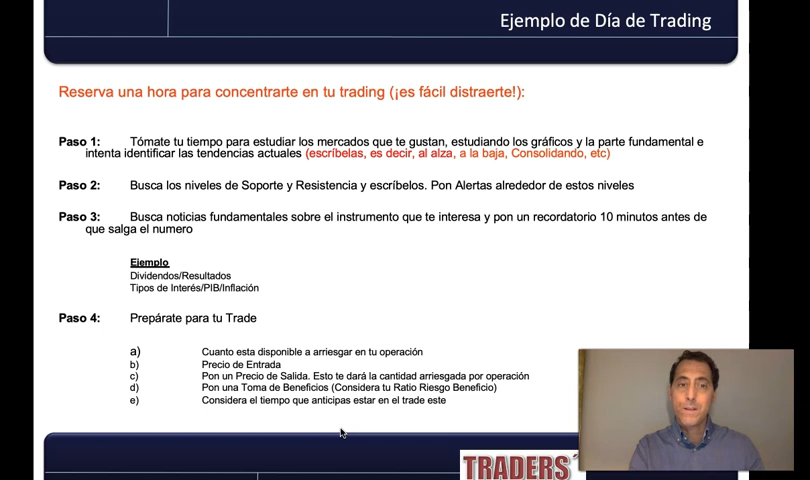 Ejemplo de Día de Trading
Reserva una hora para concentrarte en tu trading (¡es fácil distraerte!):
Paso 1: Tómate tu tiempo para estudiar los mercados que te gustan, estudiando los gráficos y la parte fundamental e
intenta identificar las tendencias actuales (escríbelas, es decir, al alza, a la baja, Consolidando, etc)
Paso 2: Busca los niveles de Soporte y Resistencia y escríbelos. Pon Alertas alrededor de estos niveles
Paso 3: Busca noticias fundamentales sobre el instrumento que te interesa y pon un recordatorio 10 minutos antes de
que salga el numero
Ejemplo
Dividendos/Resultados
Tipos de Interés/PIB/Inflación
Paso 4: Prepárate para tu Trade
a) Cuanto esta disponible a arriesgar en tu operación
b) Precio de Entrada
c) Pon un Precio de Salida. Esto te dará la cantidad arriesgada por operación
d) Pon una Toma de Beneficios (Considera tu Ratio Riesgo Beneficio)
e) Considera el tiempo que anticipas estar en el trade este
TRADERS